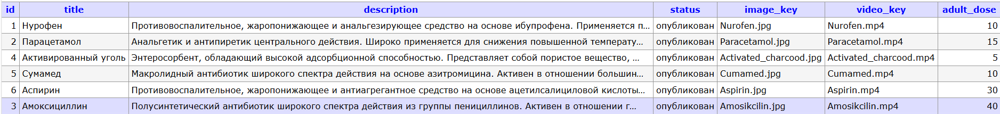 id title description status image_key video_key adult_dose
1 Нурофен Противовоспалительное, жаропонижающее и анальгезирующее средство на основе ибупрофена. Применяется п... опубликован Nurofen.jpg Nurofen.mp4 10
2 Парацетамол Анальгетик и антипиретик центрального действия. Широко применяется для снижения повышенной температу... опубликован Paracetamol.jpg Paracetamol.mp4 15
4 Активированный уголь Энтеросорбент, обладающий высокой адсорбционной способностью. Представляет собой пористое вещество, ... опубликован Activated_charcood.jpg Activated_charcood.mp4 5
5 Сумамед Макролидный антибиотик широкого спектра действия на основе азитромицина. Активен в отношении большин... опубликован Cumamed.jpg Cumamed.mp4 10
6 Аспирин Противовоспалительное, жаропонижающее и антиагрегантное средство на основе ацетилсалициловой кислоты... опубликован Aspirin.jpg Aspirin.mp4 30
3 Амоксициллин Полусинтетический антибиотик широкого спектра действия из группы пенициллинов. Активен в отношении г... опубликован Amosikcilin.jpg Amosikcilin.mp4 40